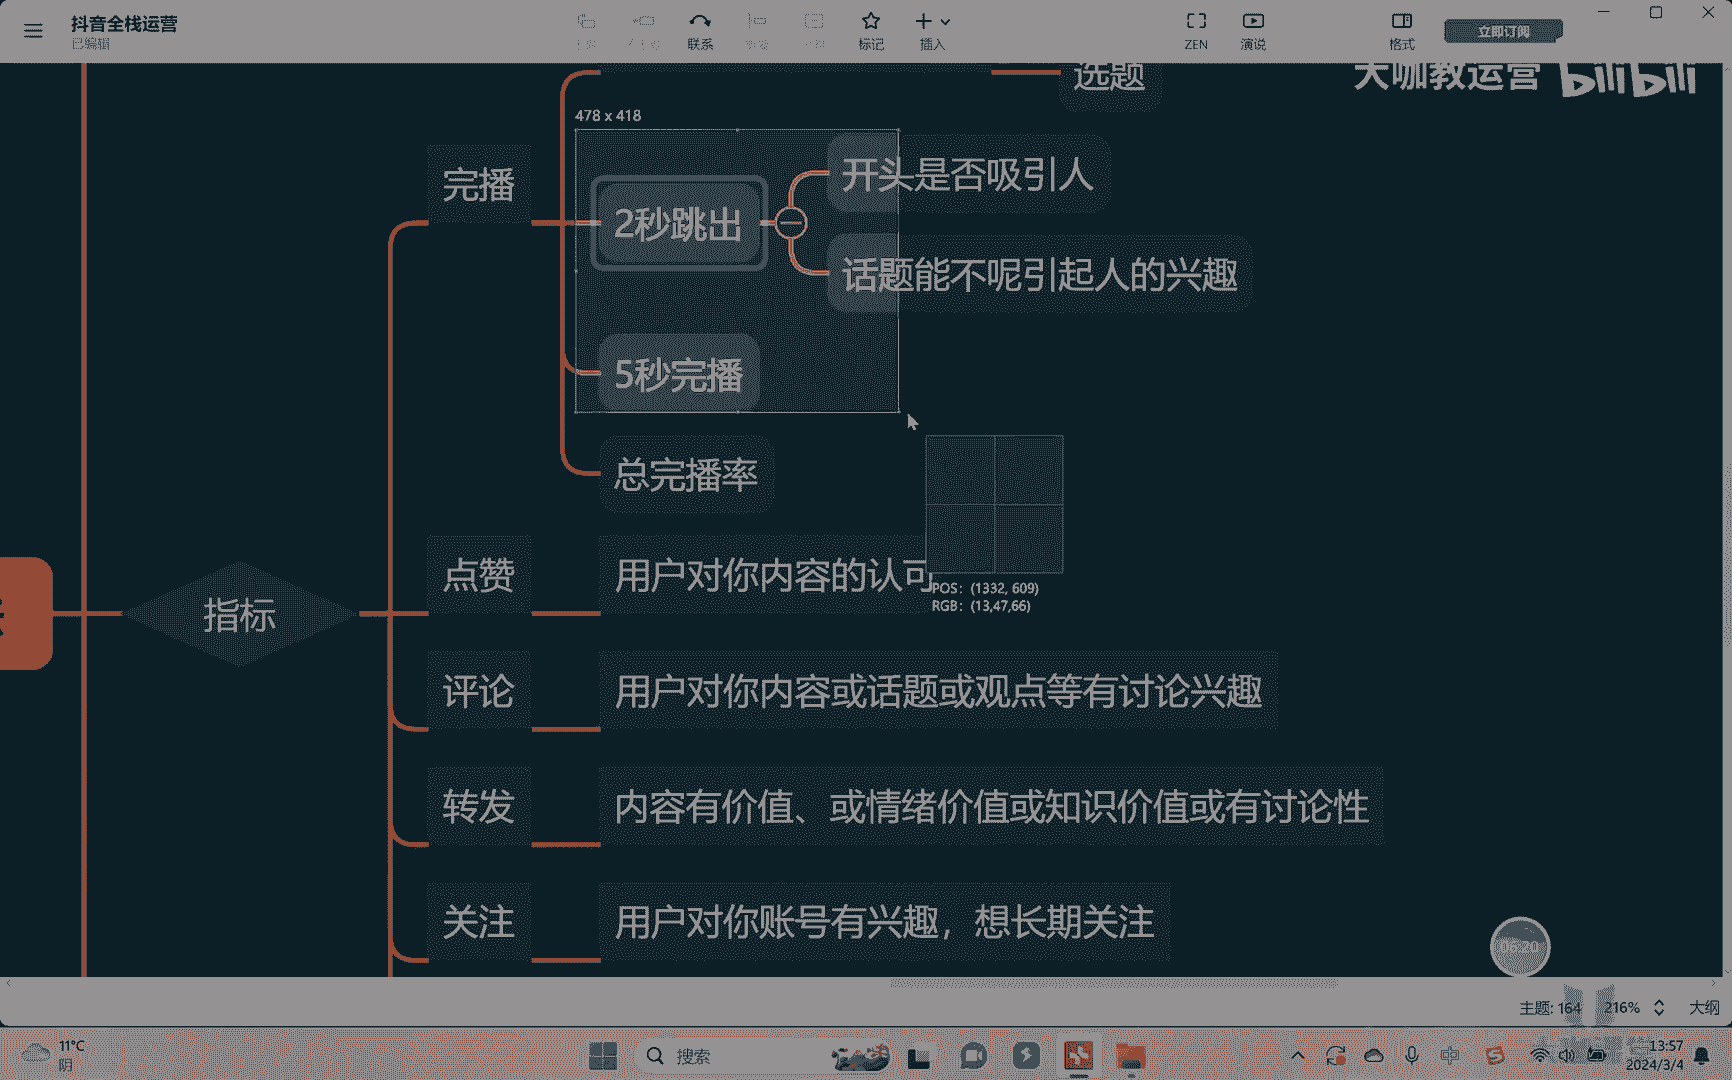 抖音全栈运营
已编辑
联系
标记
插入
ZEN
演说
格式
立即订阅
大咖教运营 bilibili
选题
478 x 418
完播
2秒跳出
开头是否吸引人
话题能不呢引起人的兴趣
5秒完播
总完播率
指标
点赞
用户对你内容的认可
POS: (1332, 609)
RGB: (13,47,66)
评论
用户对你内容或话题或观点等有讨论兴趣
转发
内容有价值、或情绪价值或知识价值或有讨论性
关注
用户对你账号有兴趣，想长期关注
06:20
主题: 164
216%
大纲
11°C
阴
搜索
中
13:57
2024/3/4